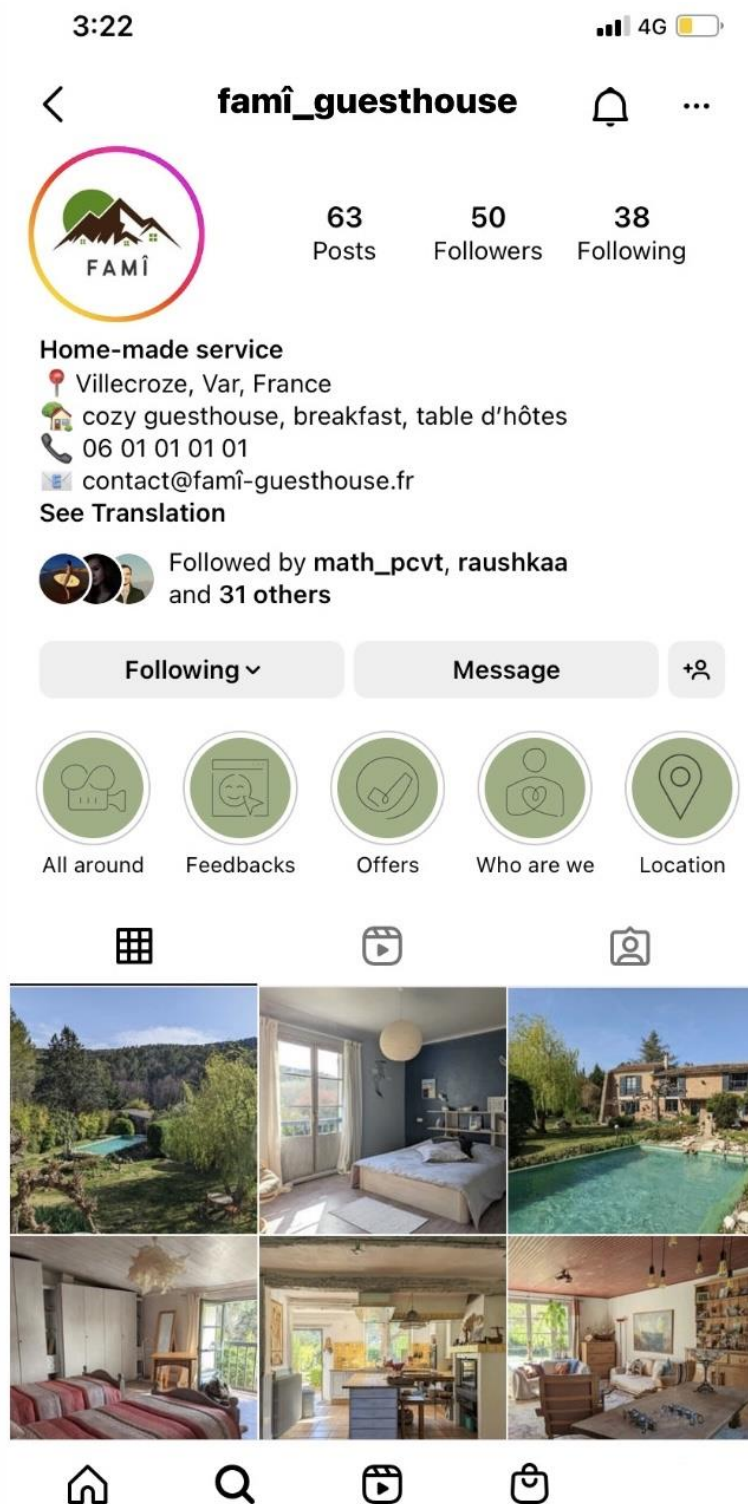 3:22
4G
famî_guesthouse
FAMÎ
63
50
38
Posts
Followers
Following
Home-made service
Villecroze, Var, France
cozy guesthouse, breakfast, table d'hôtes
06 01 01 01 01
contact@famî-guesthouse.fr
See Translation
Followed by math_pcvt, raushkaa
and 31 others
Following
Message
All around
Feedbacks
Offers
Who are we
Location